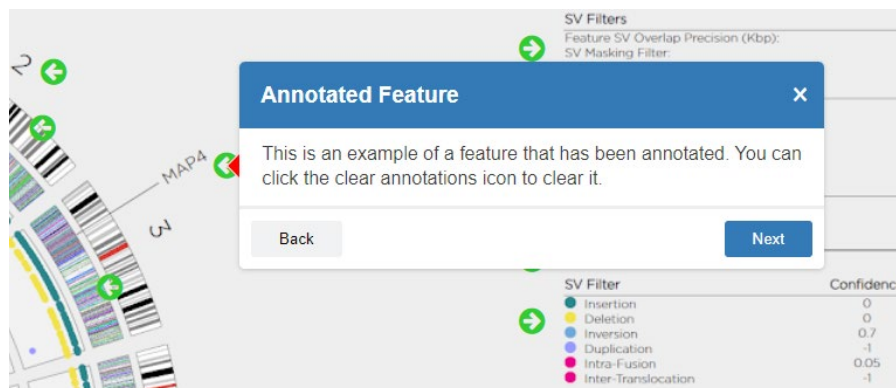 SV Filters
Feature SV Overlap Precision (Kbp):
SV Masking Filter:
2
Annotated Feature
×
MAP4
This is an example of a feature that has been annotated. You can
click the clear annotations icon to clear it.
3
Back
Next
SV Filter Confidenc
Insertion 0
Deletion 0
Inversion 0.7
Duplication -1
Intra-Fusion 0.05
Inter-Translocation -1